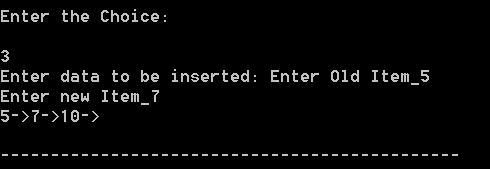 Enter the Choice:
3
Enter data to be inserted: Enter Old Item_5
Enter new Item_7
5->7->10->
----------------------------------------------